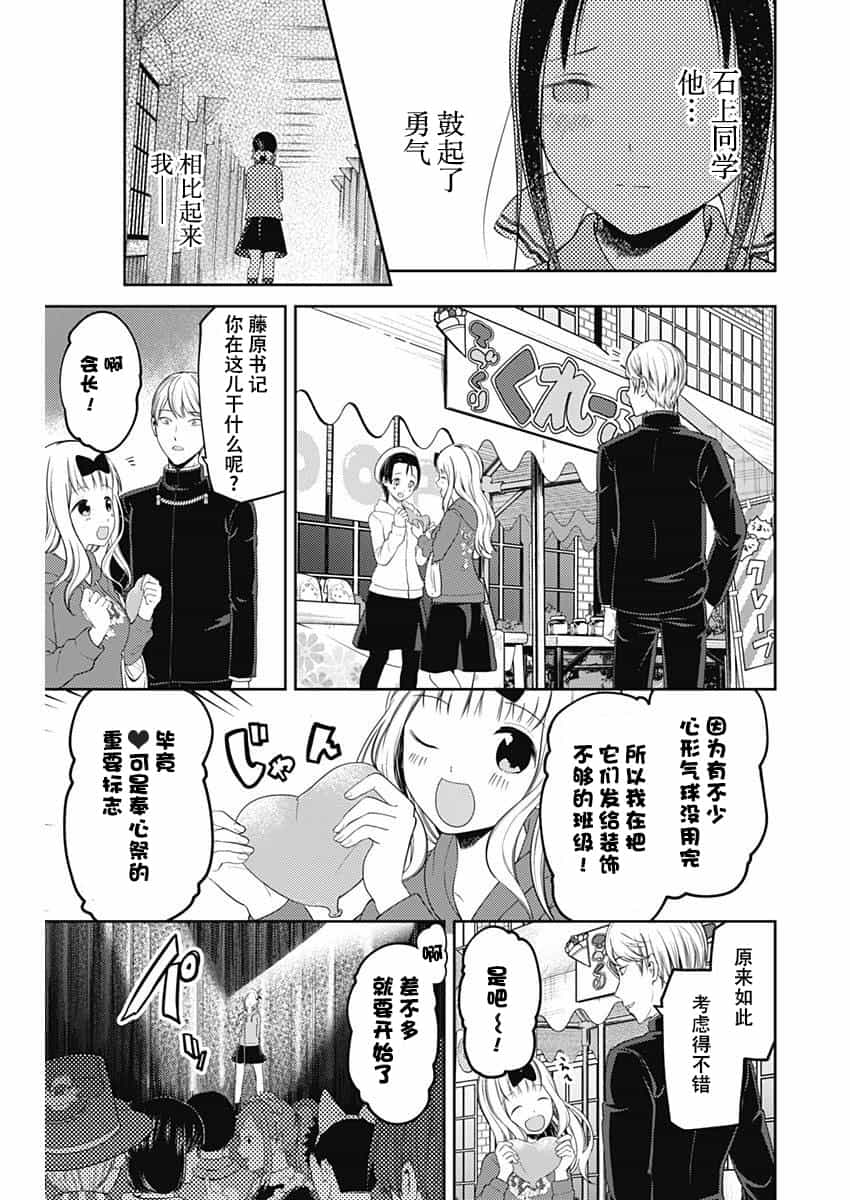 石上同学
他…
鼓起了
勇气
相比起来
我——
てづくり
くれーぷ
クレープ
藤原书记
你在这儿干什么呢？
啊
会长！
因为有不少
心形气球没用完
所以我在把
它们发给装饰
不够的班级！
じゃーん
毕竟
❤可是奉心祭的
重要标志
原来如此
考虑得不错
是吧～！
啊
差不多
就要开始了
パッ